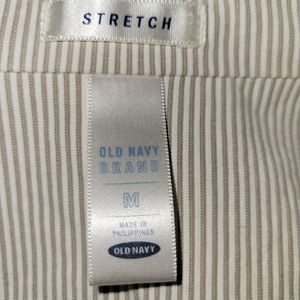 STRETCH
OLD NAVY
BRAND
M
MADE IN
PHILIPPINES
OLD NAVY